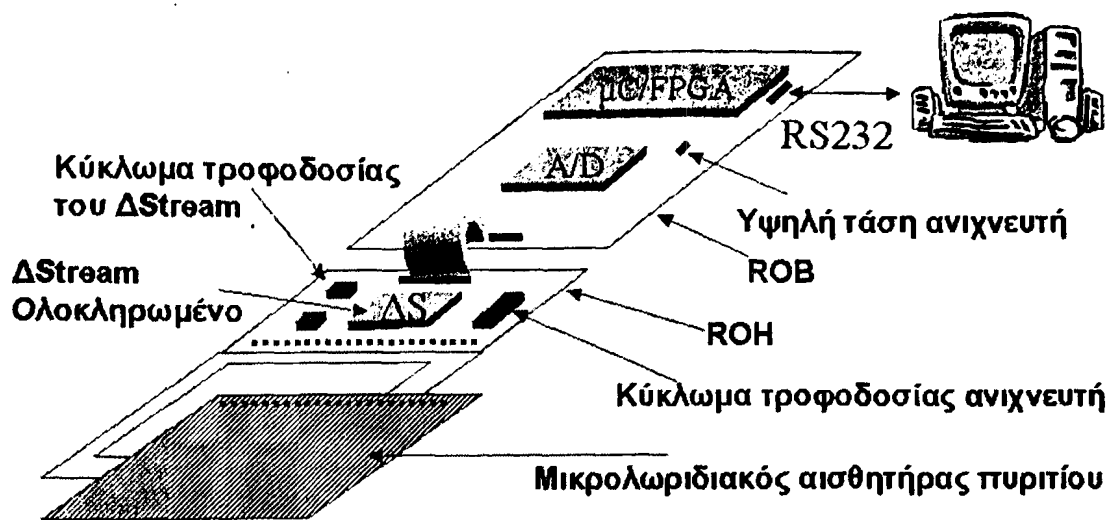 μC/FPGA
RS232
A/D
Κύκλωμα τροφοδοσίας
του ΔStream
Υψηλή τάση ανιχνευτή
ROB
ΔStream
Ολοκληρωμένο
ΔS
ROH
Κύκλωμα τροφοδοσίας ανιχνευτή
Μικρολωριδιακός αισθητήρας πυριτίου